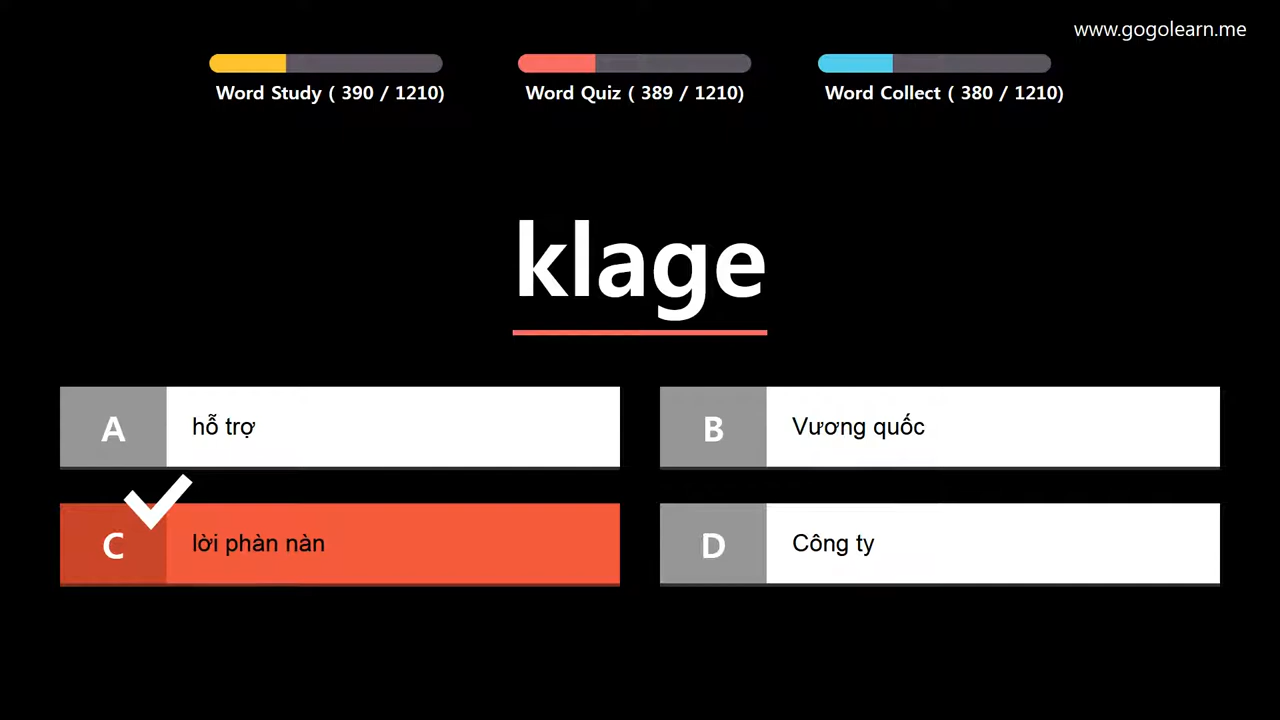 www.gogolearn.me
Word Study ( 390 / 1210)
Word Quiz ( 389 / 1210)
Word Collect ( 380 / 1210)
klage
A
hỗ trợ
B
Vương quốc
C
lời phàn nàn
D
Công ty